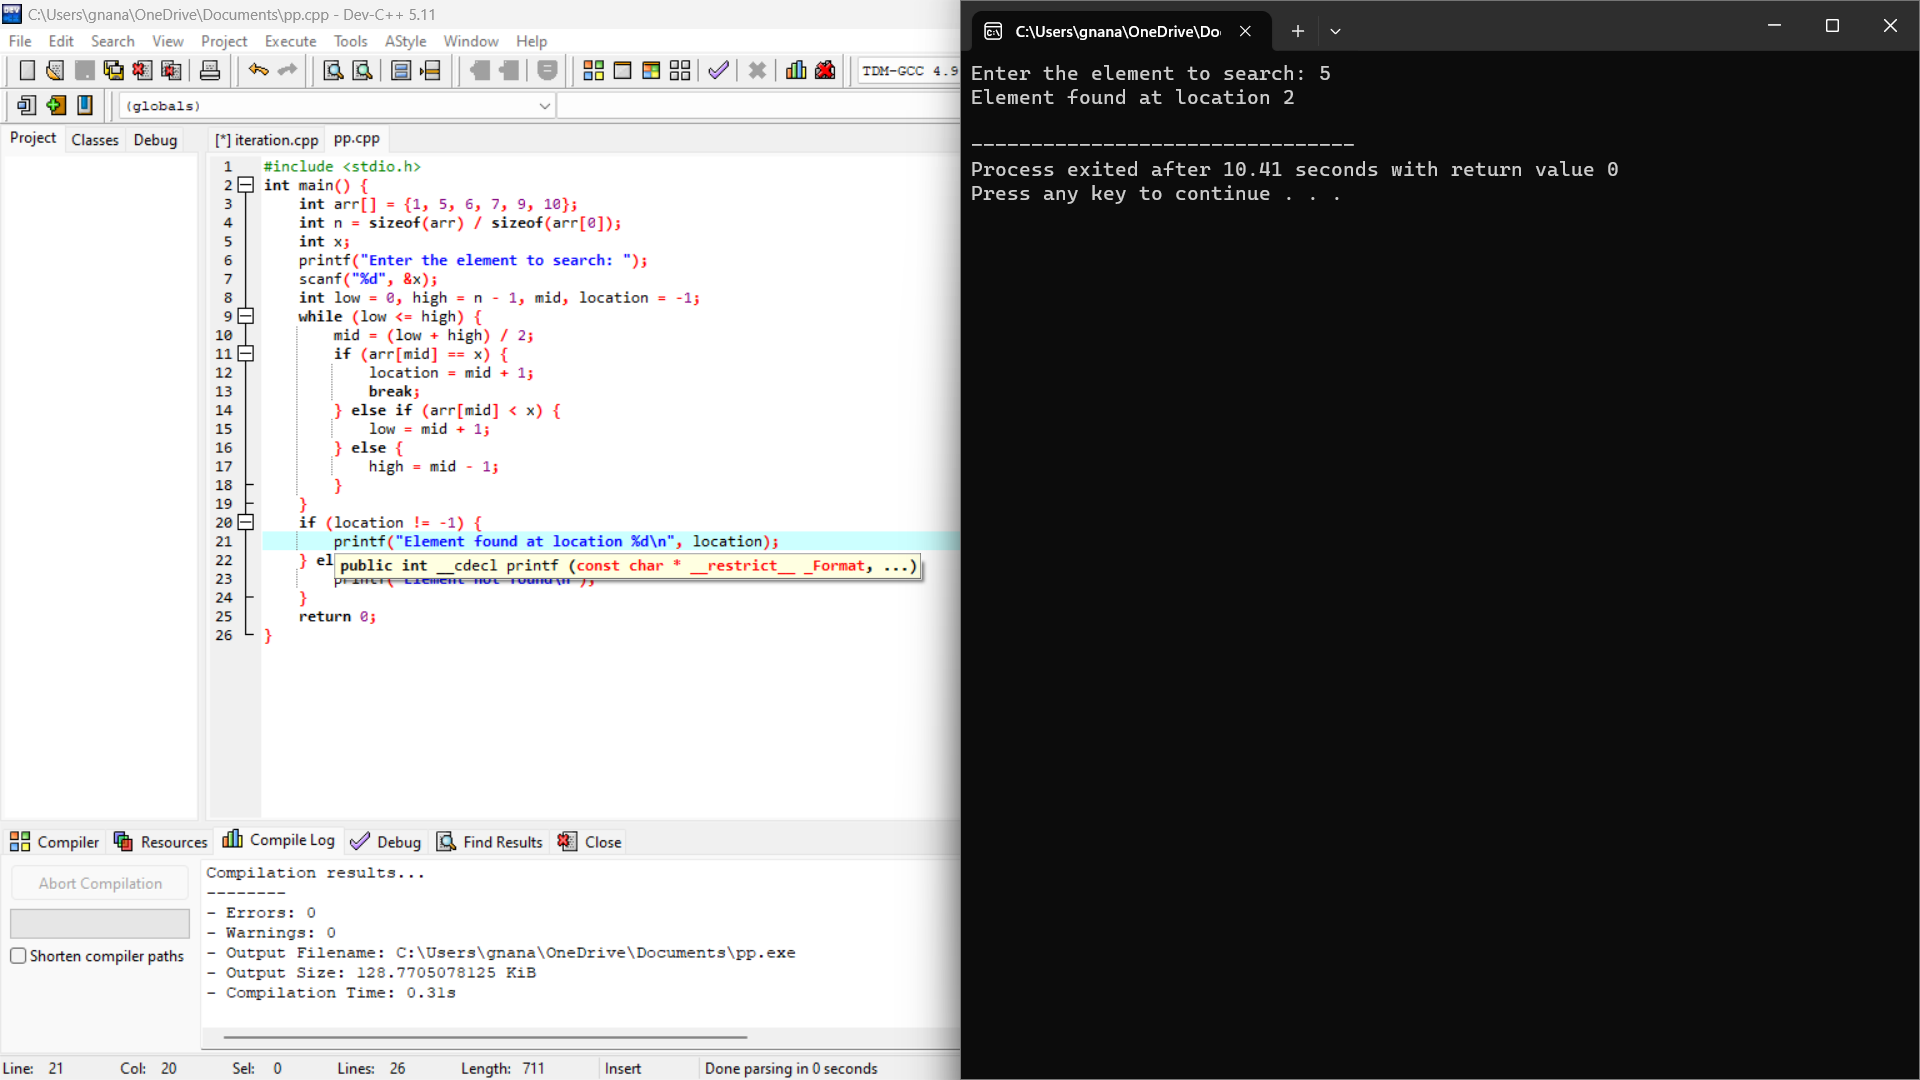 C:\Users\gnana\OneDrive\Documents\pp.cpp - Dev-C++ 5.11
File Edit Search View Project Execute Tools AStyle Window Help
TDM-GCC 4.9
(globals)
Project Classes Debug
[*] iteration.cpp pp.cpp
1 #include <stdio.h>
2 int main() {
3 int arr[] = {1, 5, 6, 7, 9, 10};
4 int n = sizeof(arr) / sizeof(arr[0]);
5 int x;
6 printf("Enter the element to search: ");
7 scanf("%d", &x);
8 int low = 0, high = n - 1, mid, location = -1;
9 while (low <= high) {
10 mid = (low + high) / 2;
11 if (arr[mid] == x) {
12 location = mid + 1;
13 break;
14 } else if (arr[mid] < x) {
15 low = mid + 1;
16 } else {
17 high = mid - 1;
18 }
19 }
20 if (location != -1) {
21 printf("Element found at location %d\n", location);
22 } el
public int __cdecl printf (const char * __restrict__ _Format, ...)
23 printf("Element not found\n");
24 }
25 return 0;
26 }
Compiler Resources Compile Log Debug Find Results Close
Abort Compilation
Shorten compiler paths
Compilation results...
--------
- Errors: 0
- Warnings: 0
- Output Filename: C:\Users\gnana\OneDrive\Documents\pp.exe
- Output Size: 128.7705078125 KiB
- Compilation Time: 0.31s
Line: 21 Col: 20 Sel: 0 Lines: 26 Length: 711 Insert Done parsing in 0 seconds
C:\Users\gnana\OneDrive\Do
Enter the element to search: 5
Element found at location 2
--------------------------------
Process exited after 10.41 seconds with return value 0
Press any key to continue . . .